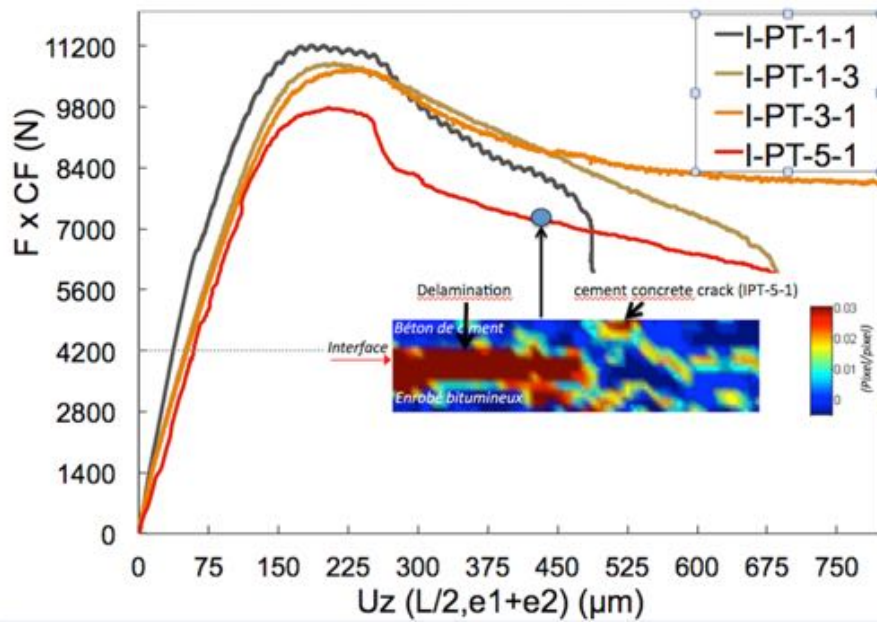 I-PT-1-1
I-PT-1-3
I-PT-3-1
I-PT-5-1
F x CF (N)
11200
9800
8400
7000
5600
4200
2800
1400
0
Delamination
cement concrete crack (IPT-5-1)
Interface
Béton de ciment
Enrobé bitumineux
0.03
0.02
0.01
0
(Pixel/pixel)
0 75 150 225 300 375 450 525 600 675 750
Uz (L/2,e1+e2) (μm)